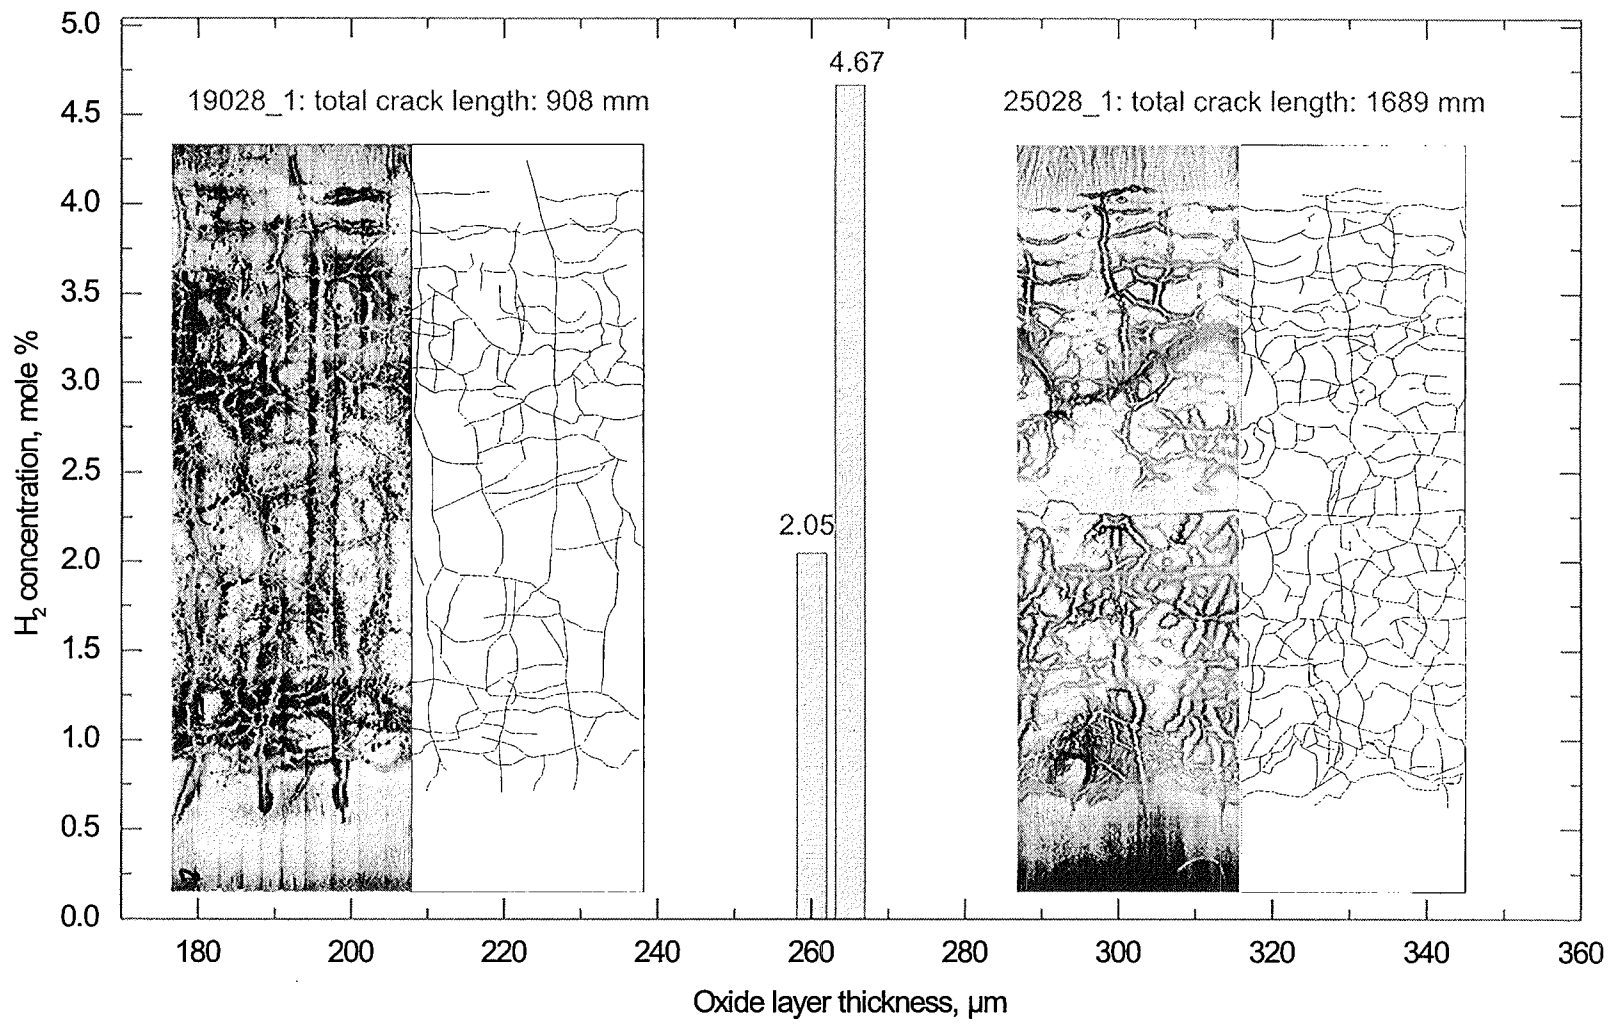 19028_1: total crack length: 908 mm
25028_1: total crack length: 1689 mm
4.67
2.05
H₂ concentration, mole %
5.0
4.5
4.0
3.5
3.0
2.5
2.0
1.5
1.0
0.5
0.0
180 200 220 240 260 280 300 320 340 360
Oxide layer thickness, µm